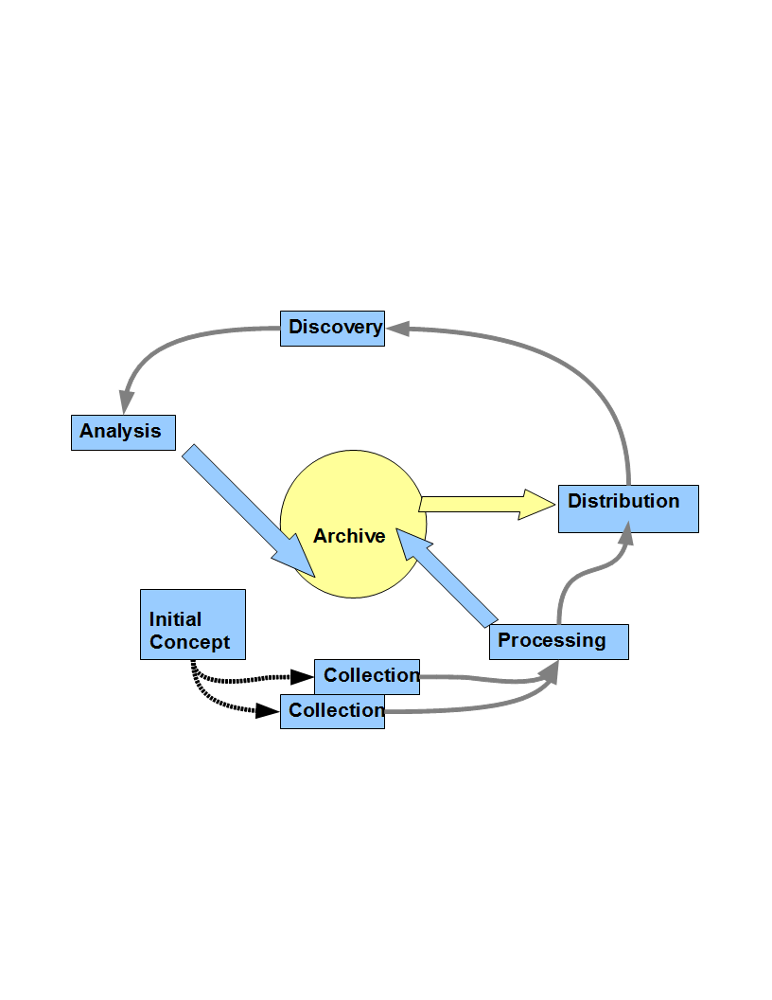 Discovery
Analysis
Distribution
Archive
Initial
Concept
Processing
Collection
Collection